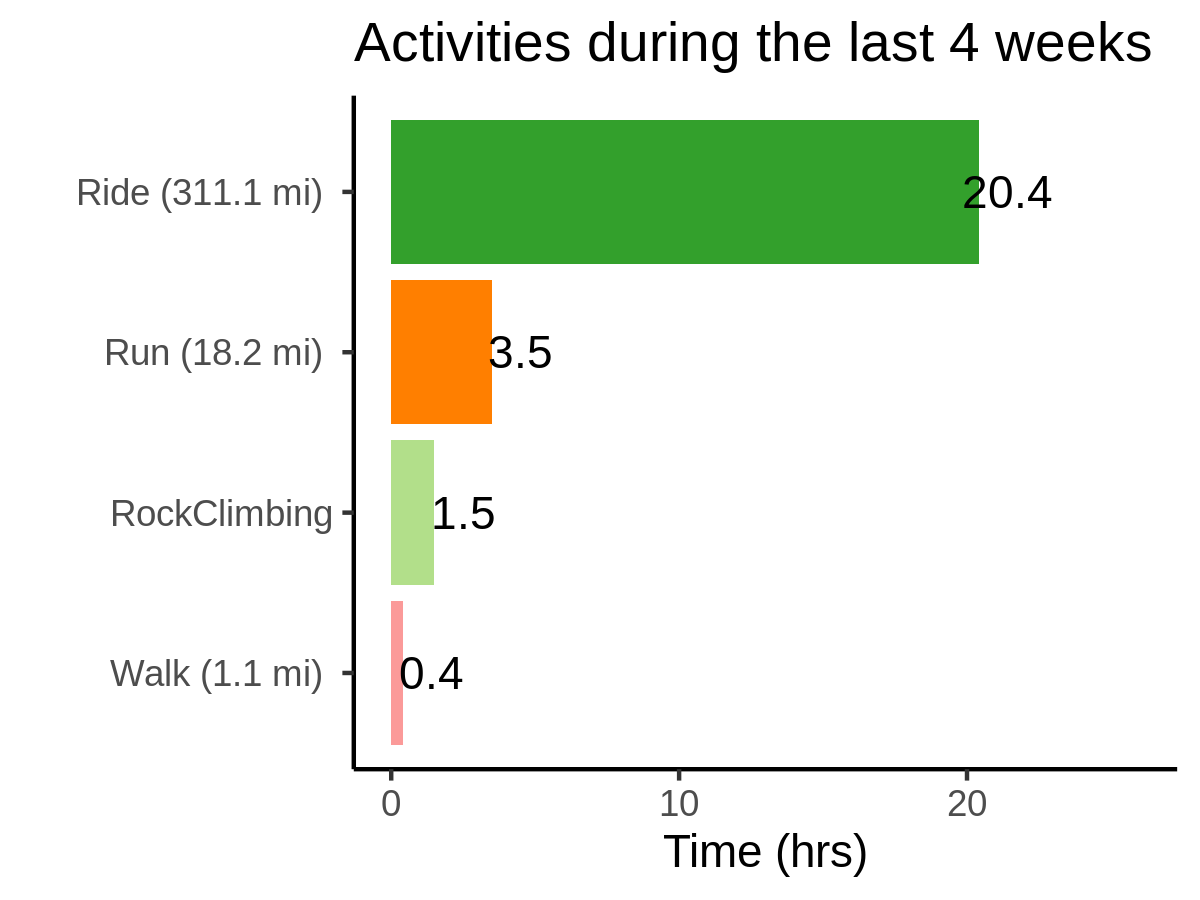 Activities during the last 4 weeks
Ride (311.1 mi)
20.4
Run (18.2 mi)
3.5
RockClimbing
1.5
Walk (1.1 mi)
0.4
0 10 20
Time (hrs)